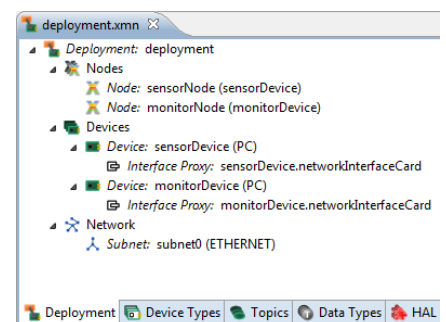 deployment.xmn
Deployment: deployment
Nodes
Node: sensorNode (sensorDevice)
Node: monitorNode (monitorDevice)
Devices
Device: sensorDevice (PC)
Interface Proxy: sensorDevice.networkInterfaceCard
Device: monitorDevice (PC)
Interface Proxy: monitorDevice.networkInterfaceCard
Network
Subnet: subnet0 (ETHERNET)
Deployment Device Types Topics Data Types HAL